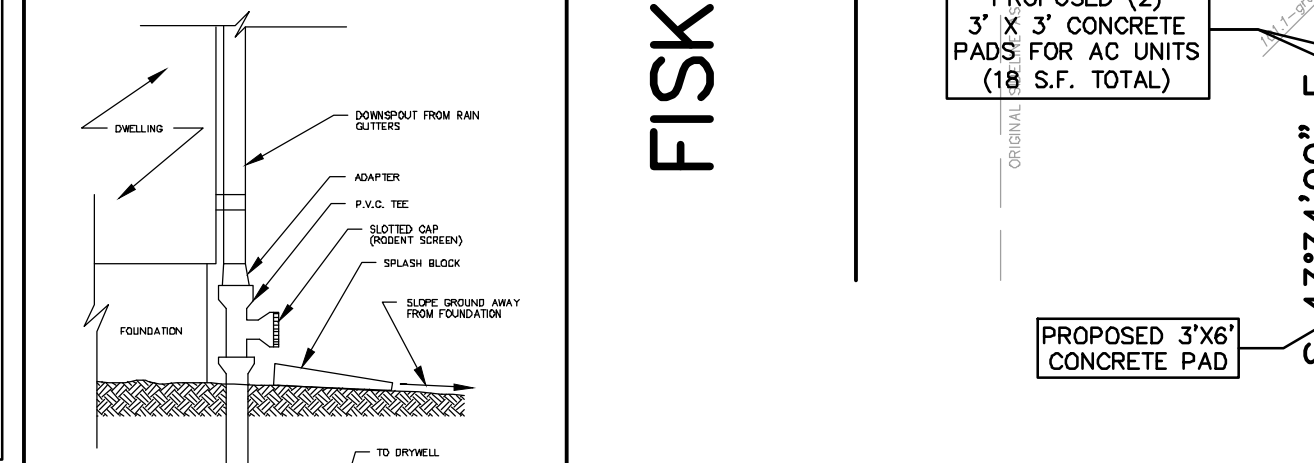 DWELLING
DOWNSPOUT FROM RAIN
GUTTERS
ADAPTER
P.V.C. TEE
SLOTTED CAP
(RODENT SCREEN)
SPLASH BLOCK
SLOPE GROUND AWAY
FROM FOUNDATION
FOUNDATION
TO DRYWELL
FISK
PROPOSED (2)
3' X 3' CONCRETE
PADS FOR AC UNITS
(18 S.F. TOTAL)
ORIGINAL
PROPOSED 3'X6'
CONCRETE PAD